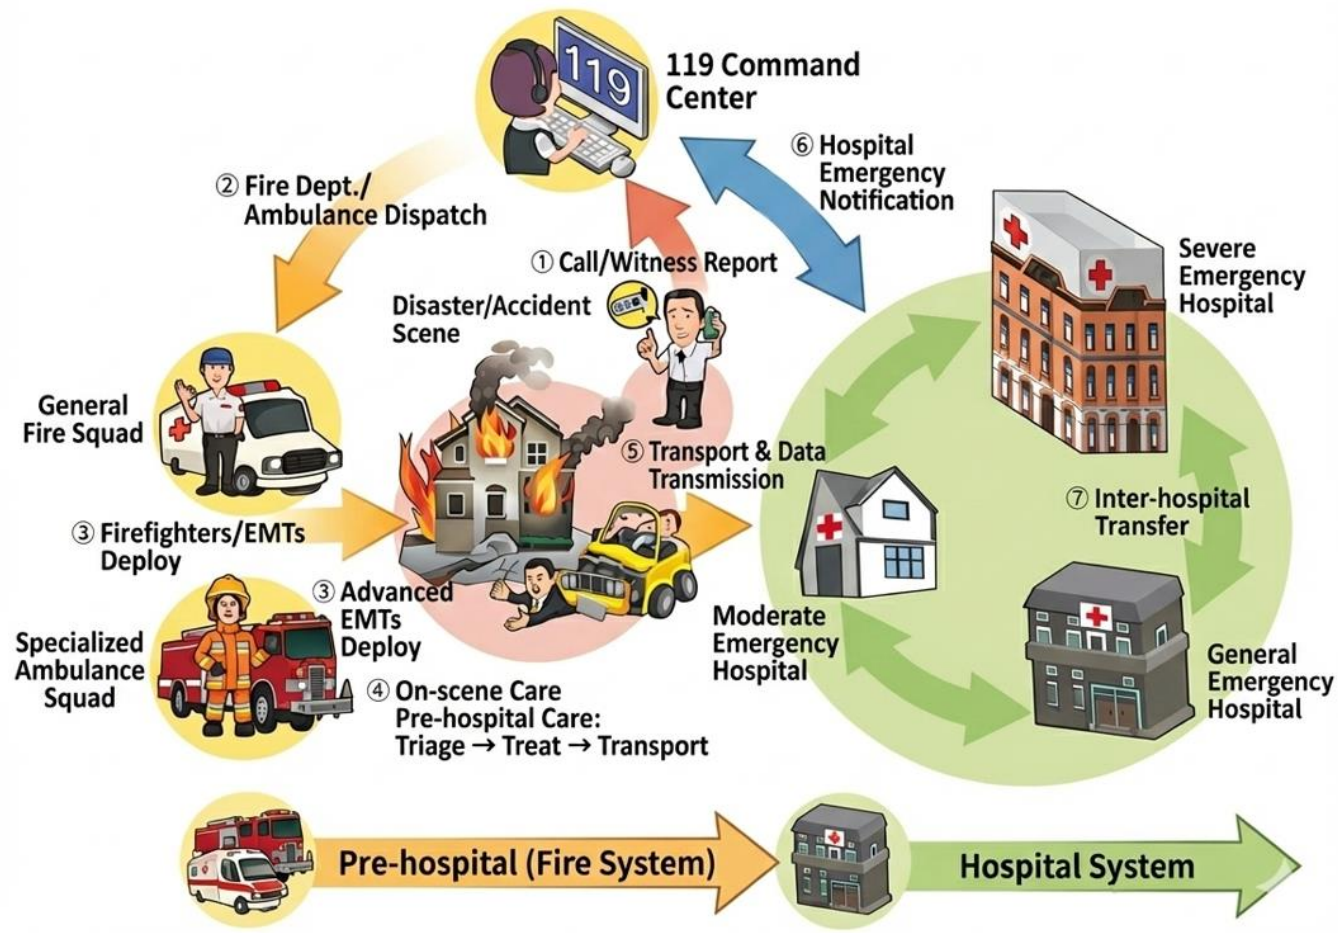 119
119 Command
Center
⑥ Hospital
Emergency
Notification
② Fire Dept./
Ambulance Dispatch
① Call/Witness Report
Disaster/Accident
Scene
Severe
Emergency
Hospital
General
Fire Squad
⑤ Transport & Data
Transmission
⑦ Inter-hospital
Transfer
③ Firefighters/EMTs
Deploy
③ Advanced
EMTs
Deploy
Specialized
Ambulance
Squad
Moderate
Emergency
Hospital
General
Emergency
Hospital
④ On-scene Care
Pre-hospital Care:
Triage → Treat → Transport
Pre-hospital (Fire System)
Hospital System